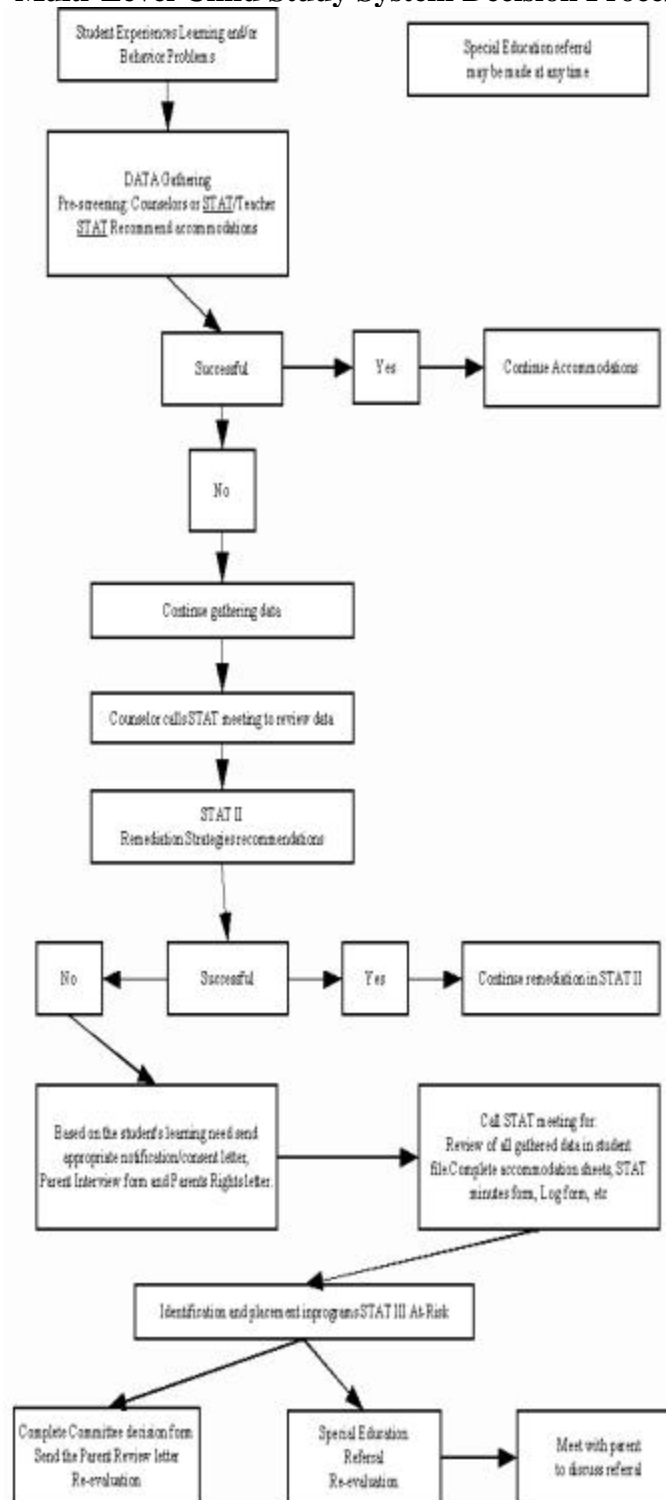 Multi-Level Child Study System Decision Process
Student Experiences Learning and/or
Behavior Problems
Special Education referral
may be made at any time
DATA Gathering
Pre-screening: Counselors or STAT/Teacher
STAT Recommend accommodations
Successful
Yes
Continue Accommodations
No
Continue gathering data
Counselor calls STAT meeting to review data
STAT II
Remediation Strategies recommendations
No
Successful
Yes
Continue remediation in STAT II
Based on the student's learning need send
appropriate notification/consent letter,
Parent Interview form and Parents Rights letter.
Call STAT meeting for:
Review of all gathered data in student
file.Complete accommodation sheets, STAT
minutes form, Log form, etc
Identification and placement inprograms STAT III At-Risk
Complete Committee decision form
Send the Parent Review letter
Re-evaluation
Special Education
Referral
Re-evaluation
Meet with parent
to discuss referral